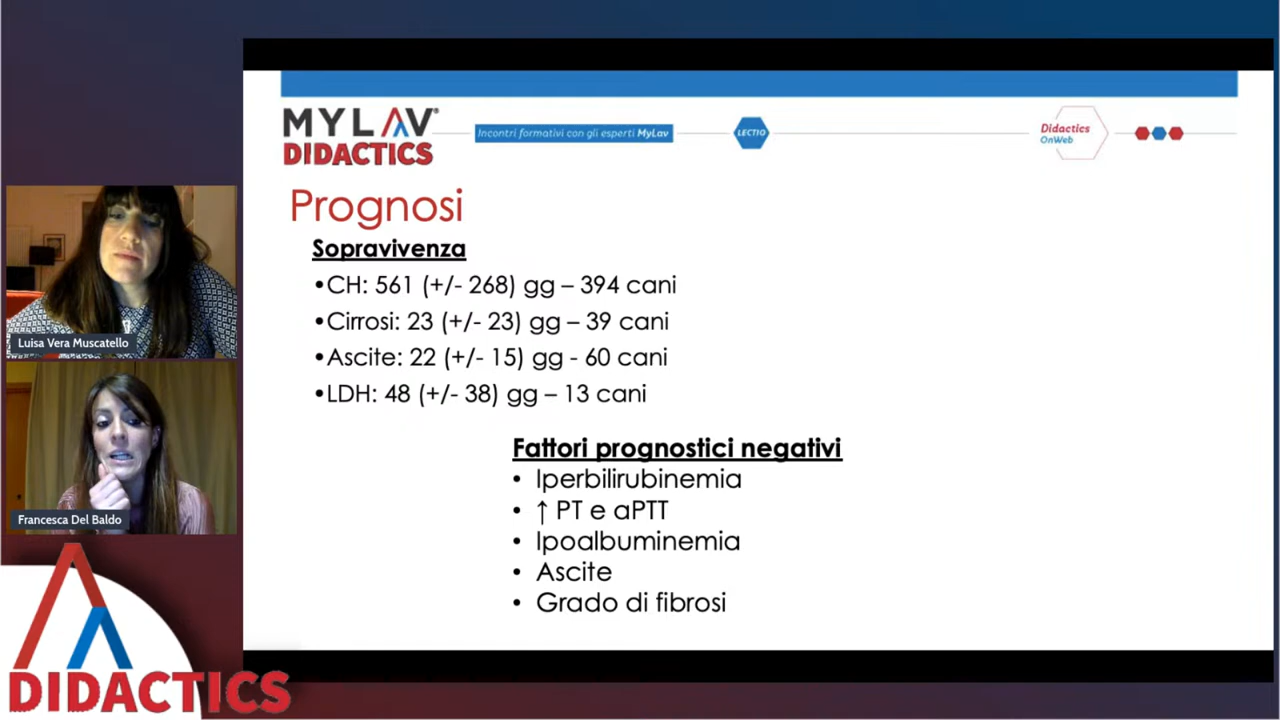 MYLAV®
DIDACTICS
Incontri formativi con gli esperti MyLav
LECTIO
Didactics
OnWeb
Prognosi
Sopravivenza
•CH: 561 (+/- 268) gg – 394 cani
•Cirrosi: 23 (+/- 23) gg – 39 cani
•Ascite: 22 (+/- 15) gg - 60 cani
•LDH: 48 (+/- 38) gg – 13 cani
Fattori prognostici negativi
• Iperbilirubinemia
• ↑ PT e aPTT
• Ipoalbuminemia
• Ascite
• Grado di fibrosi
Luisa Vera Muscatello
Francesca Del Baldo
DIDACTICS